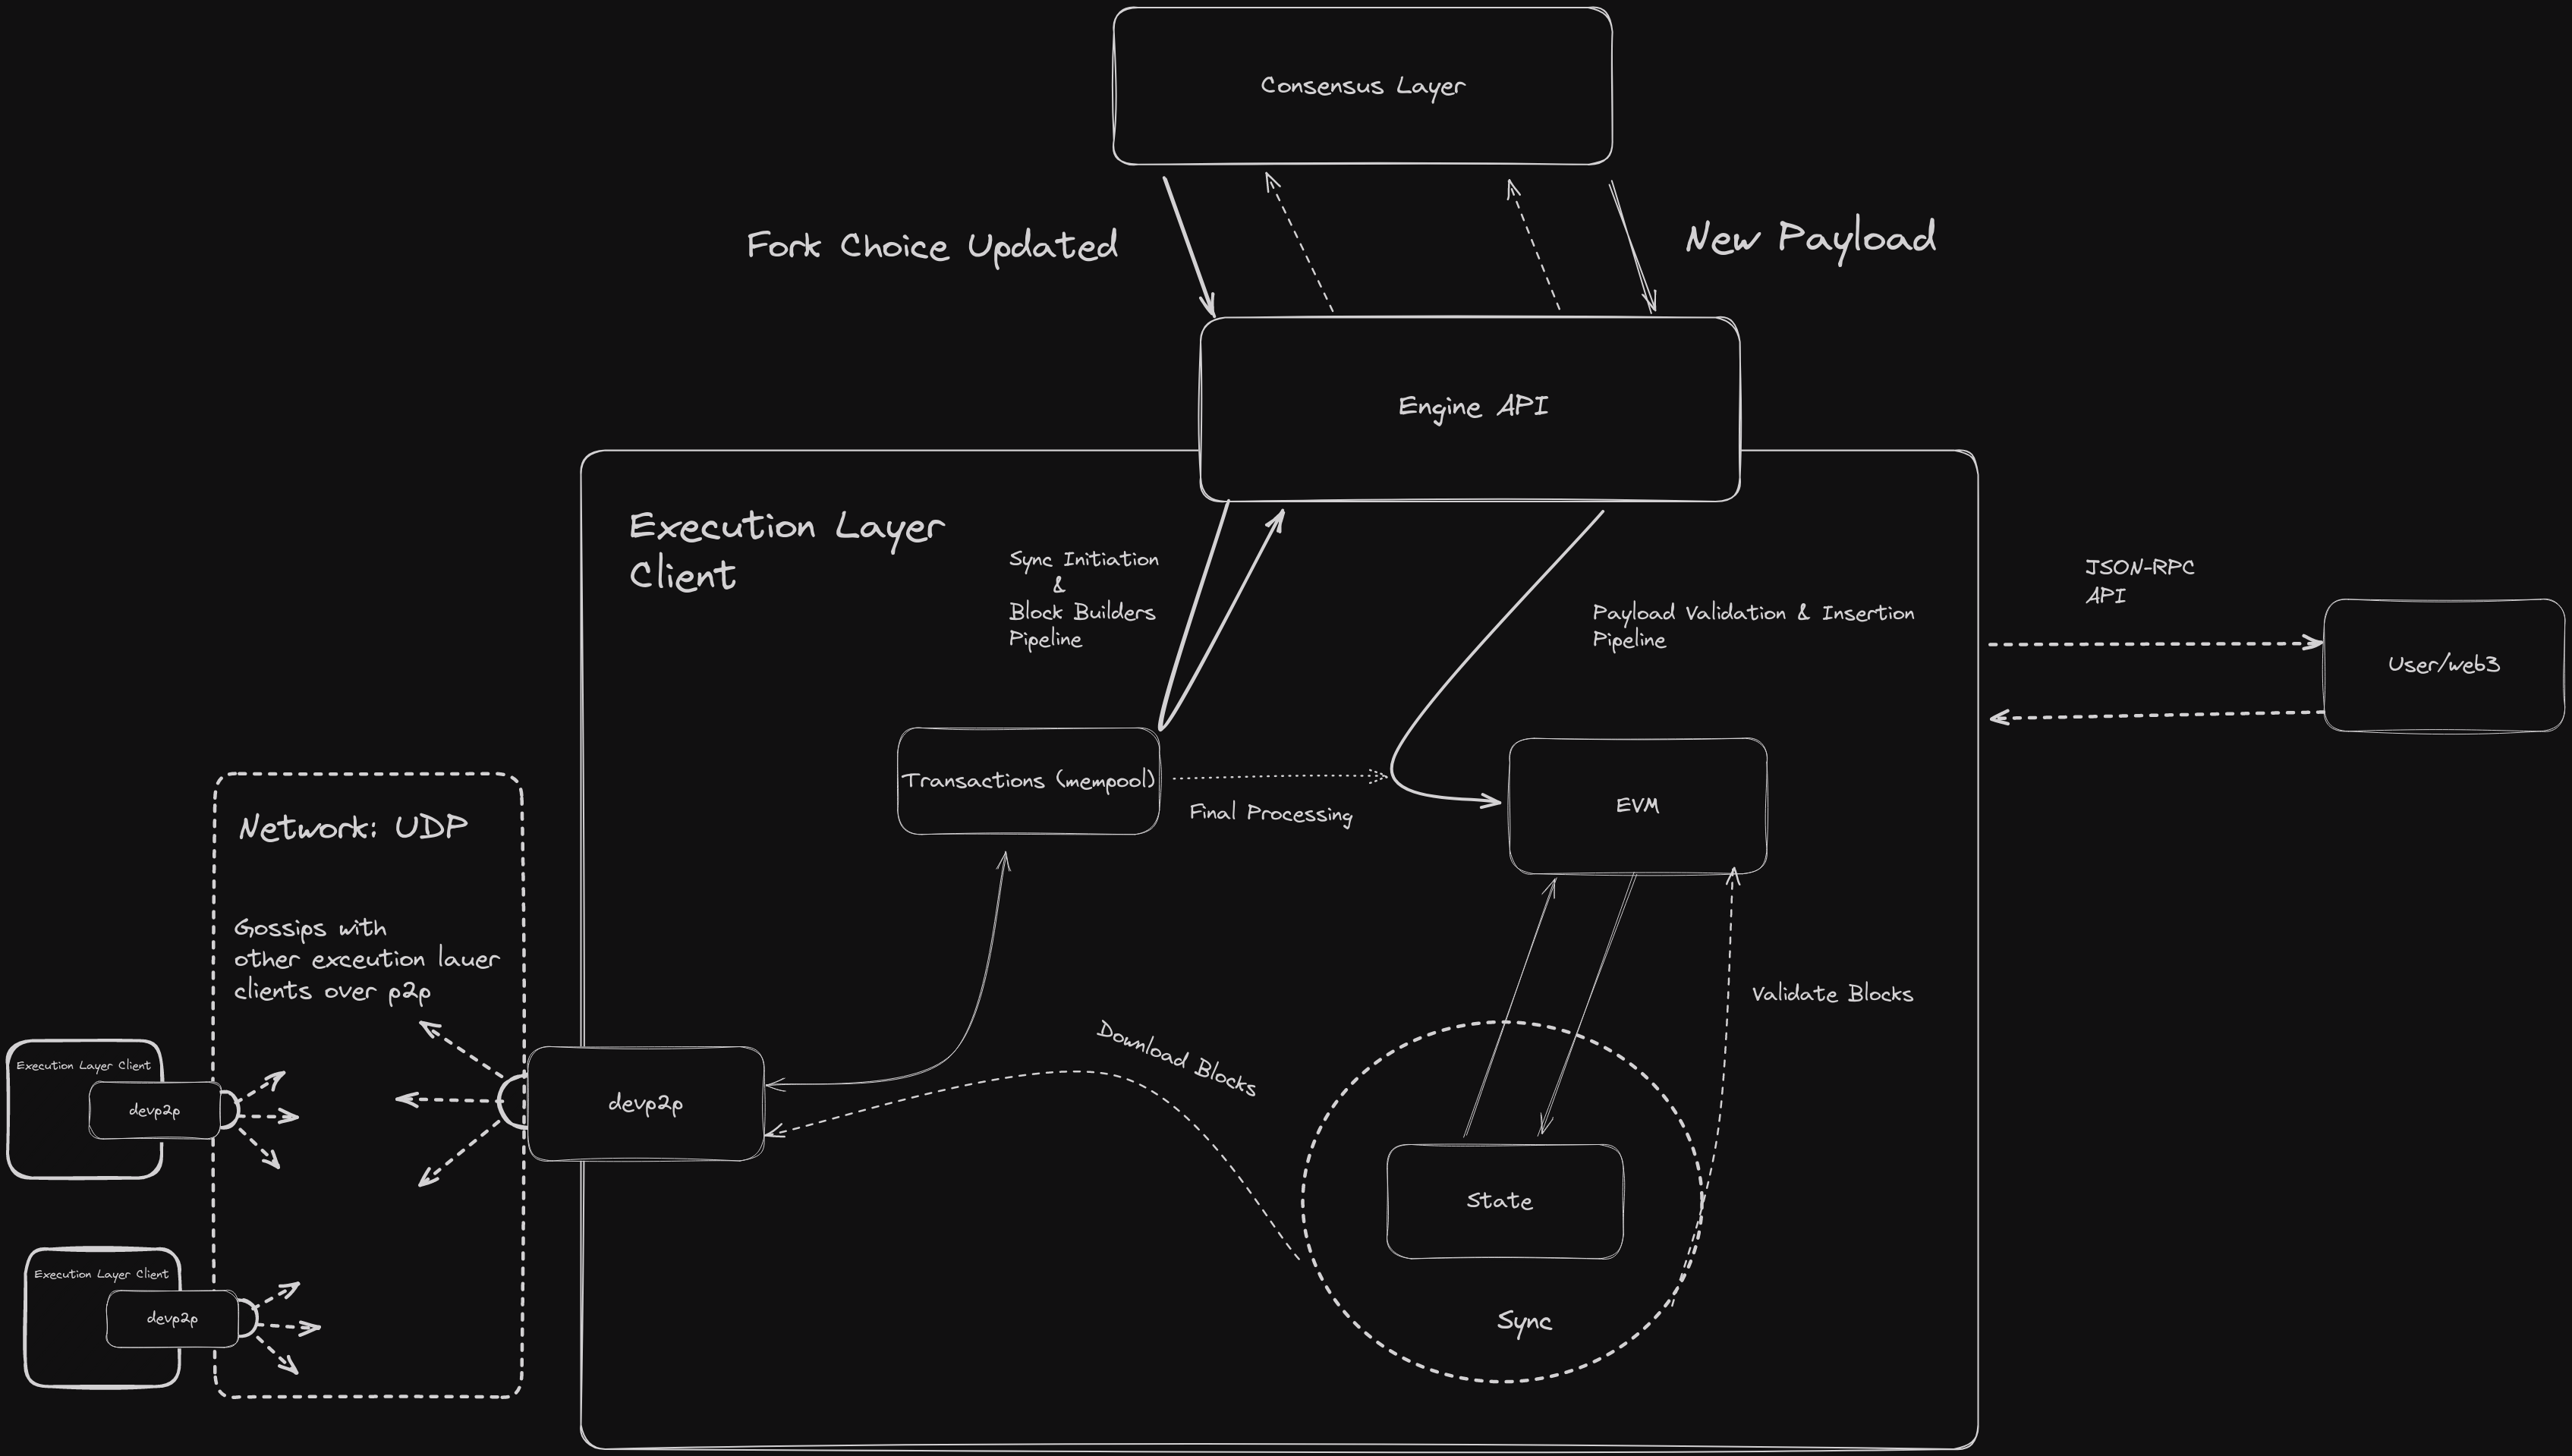 Consensus Layer
Fork Choice Updated
New Payload
Engine API
Execution Layer
Client
Sync Initiation
&
Block Builders
Pipeline
Payload Validation & Insertion
Pipeline
JSON-RPC
API
User/web3
Transactions (mempool)
Final Processing
EVM
Network: UDP
Gossips with
other exceution lauer
clients over p2p
Validate Blocks
Download Blocks
Execution Layer Client
devp2p
devp2p
State
Execution Layer Client
devp2p
Sync